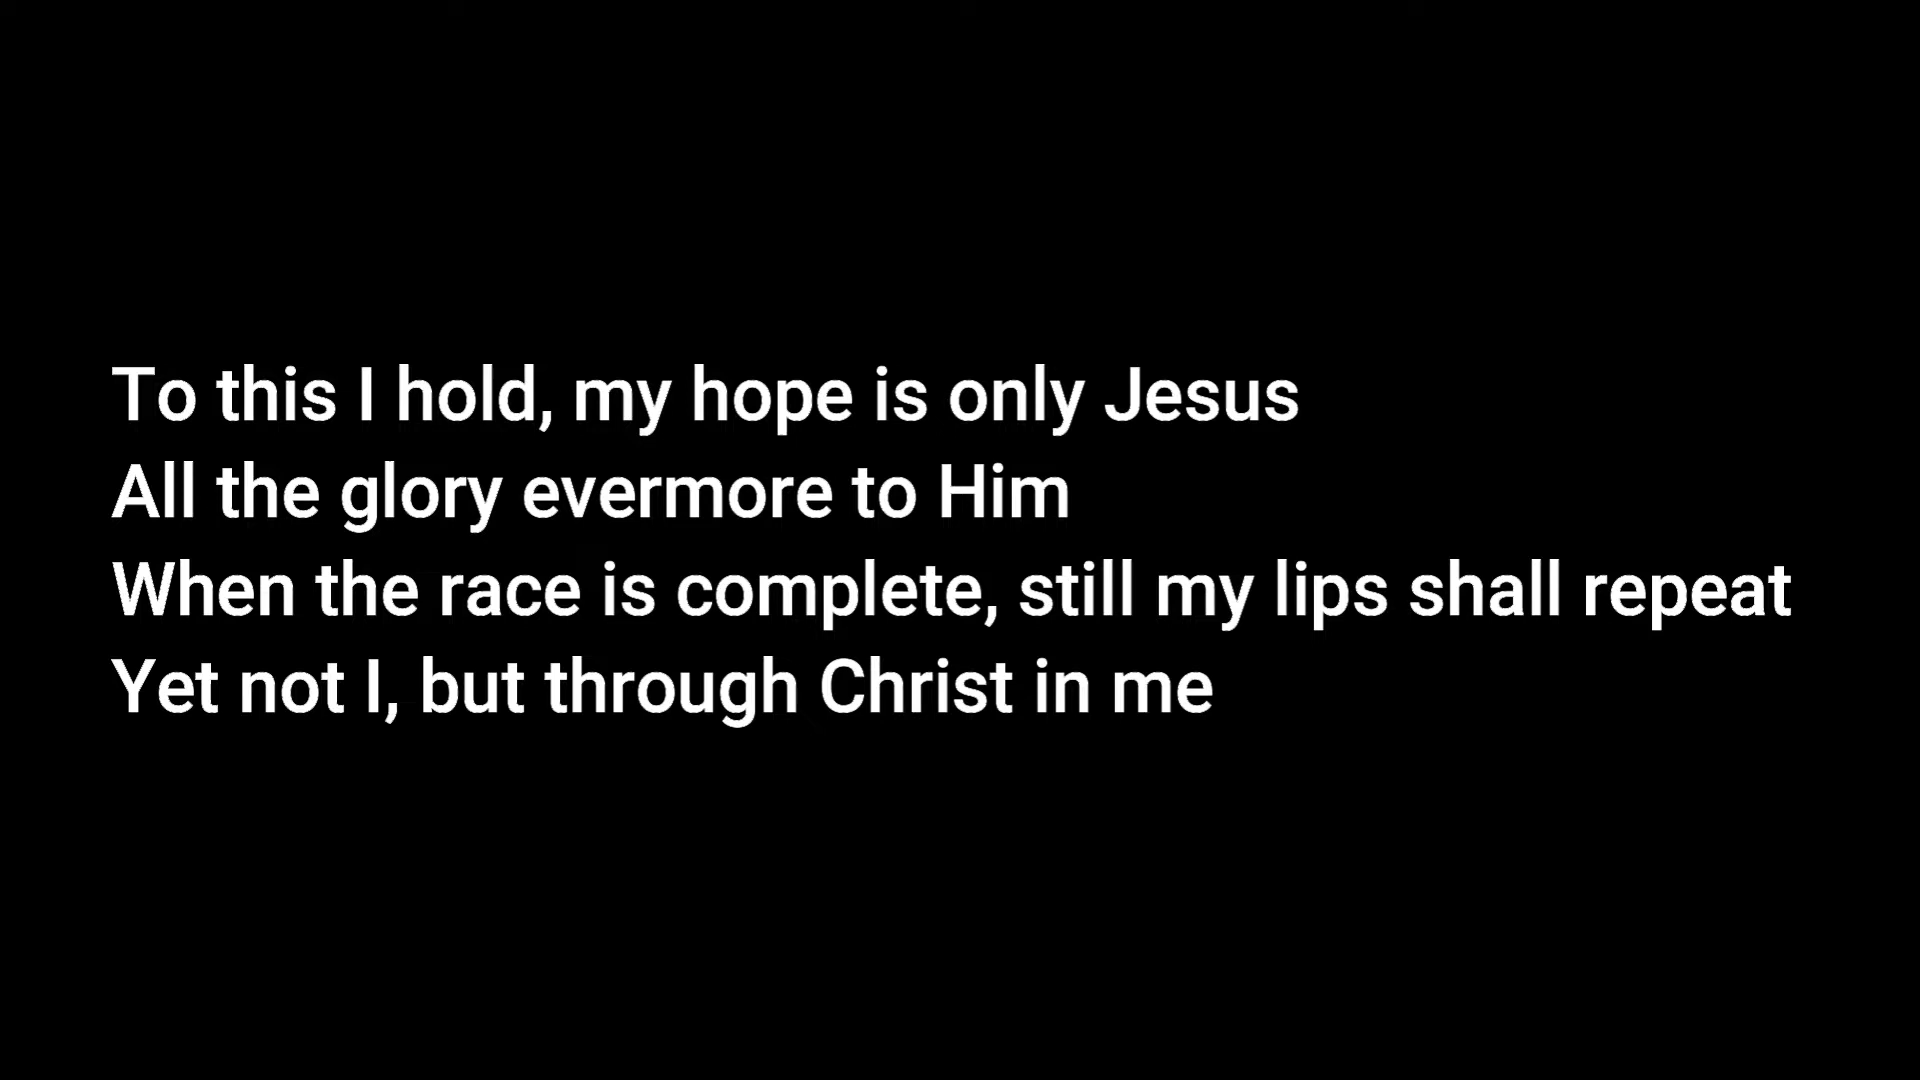 To this I hold, my hope is only Jesus
All the glory evermore to Him
When the race is complete, still my lips shall repeat
Yet not I, but through Christ in me